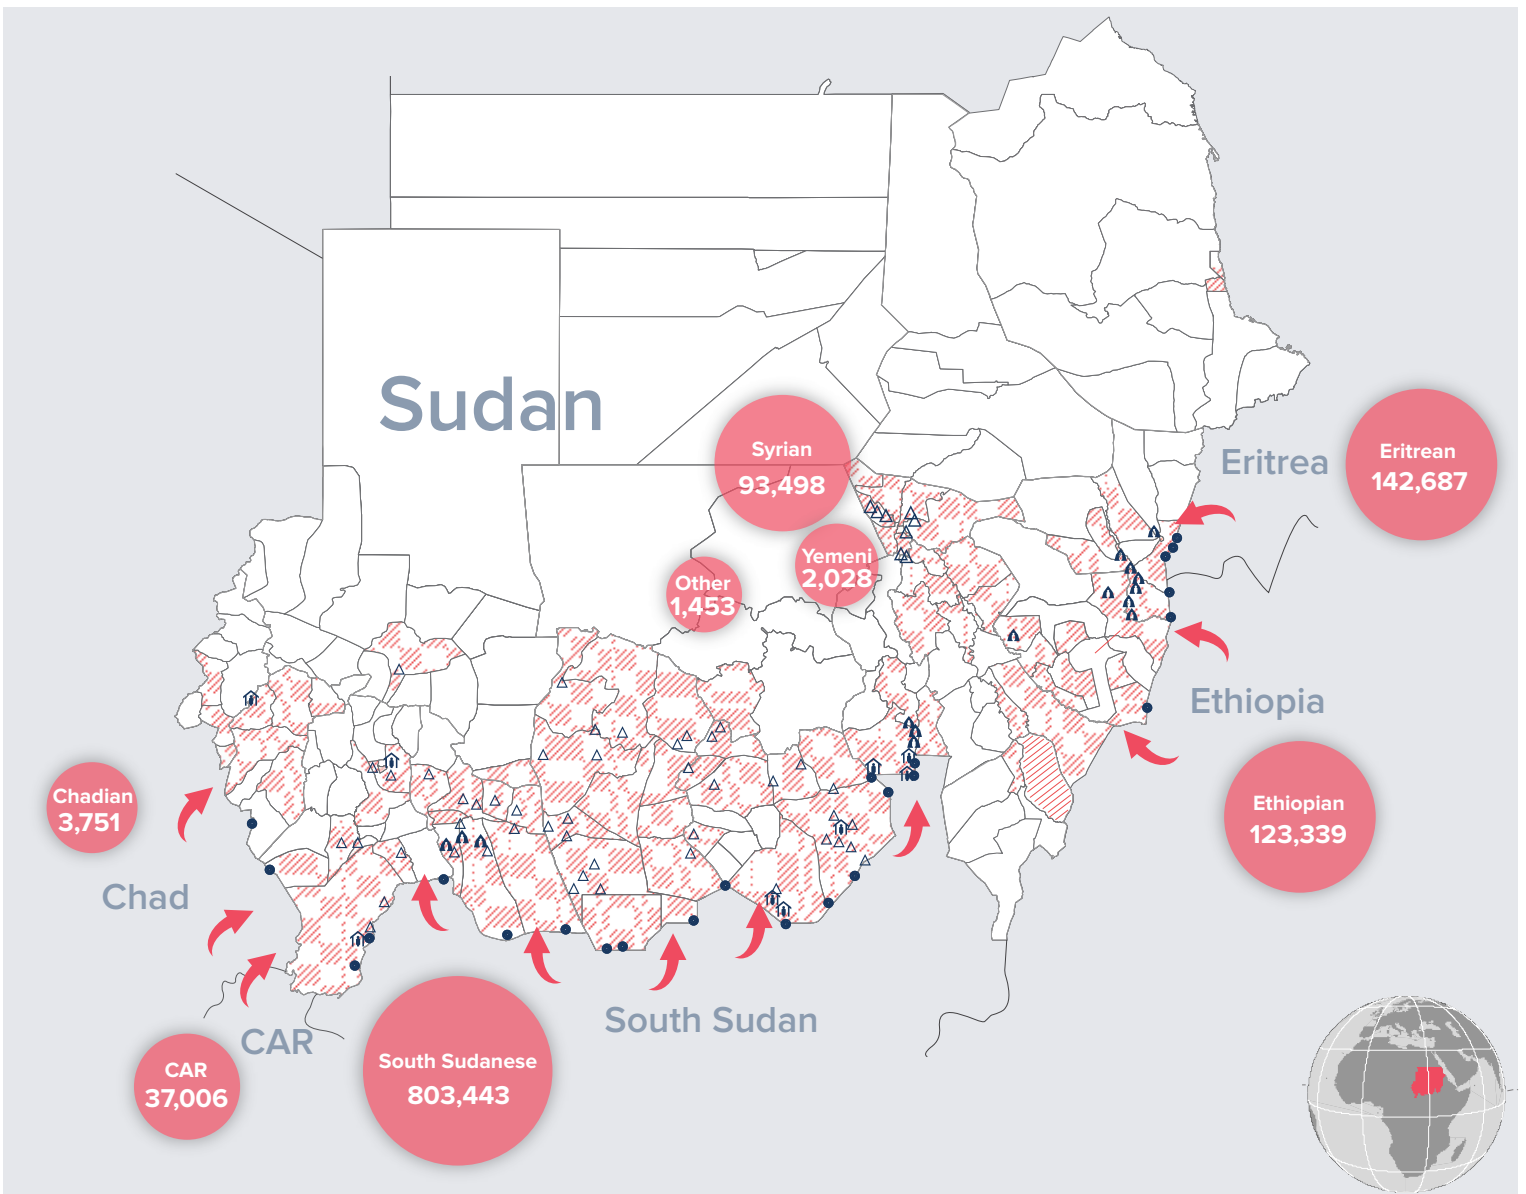 Sudan
Syrian
93,498
Eritrea
Eritrean
142,687
Yemeni
2,028
Other
1,453
Ethiopia
Chadian
3,751
Ethiopian
123,339
Chad
South Sudan
CAR
CAR
37,006
South Sudanese
803,443